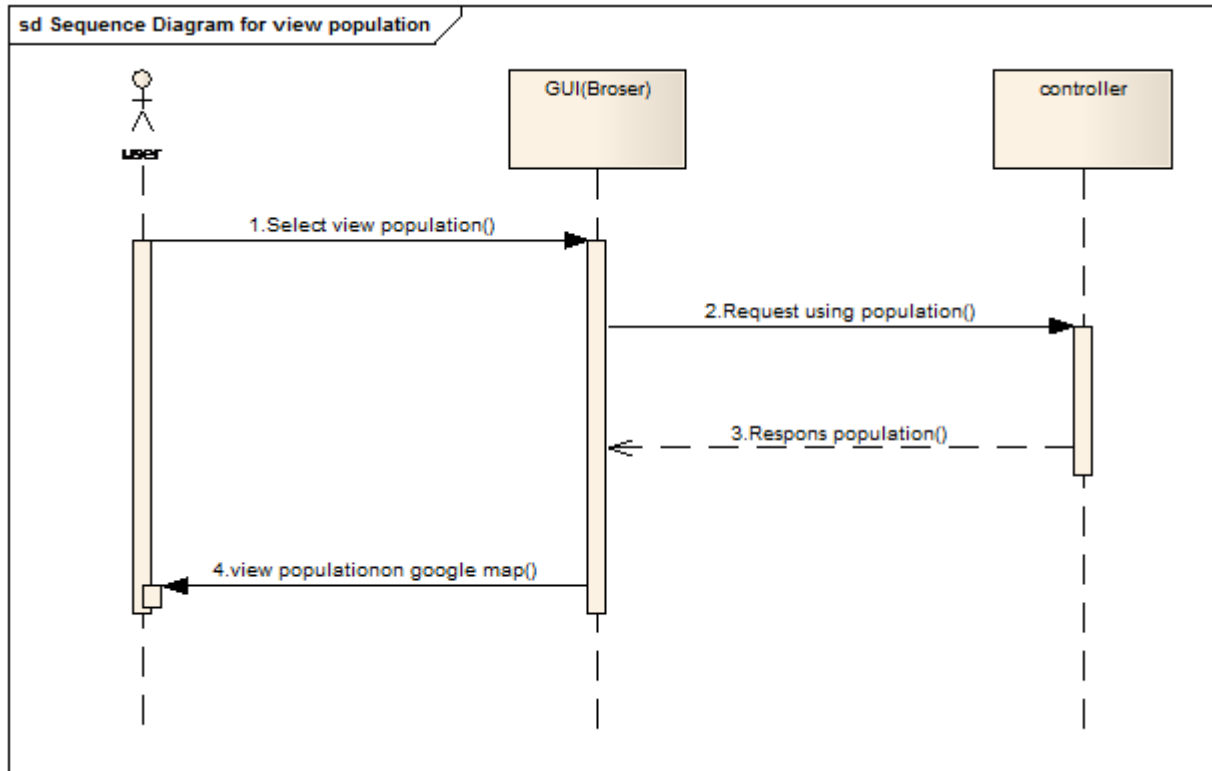 sd Sequence Diagram for view population
user
GUI(Broser)
controller
1.Select view population()
2.Request using population()
3.Respons population()
4.view populationon google map()